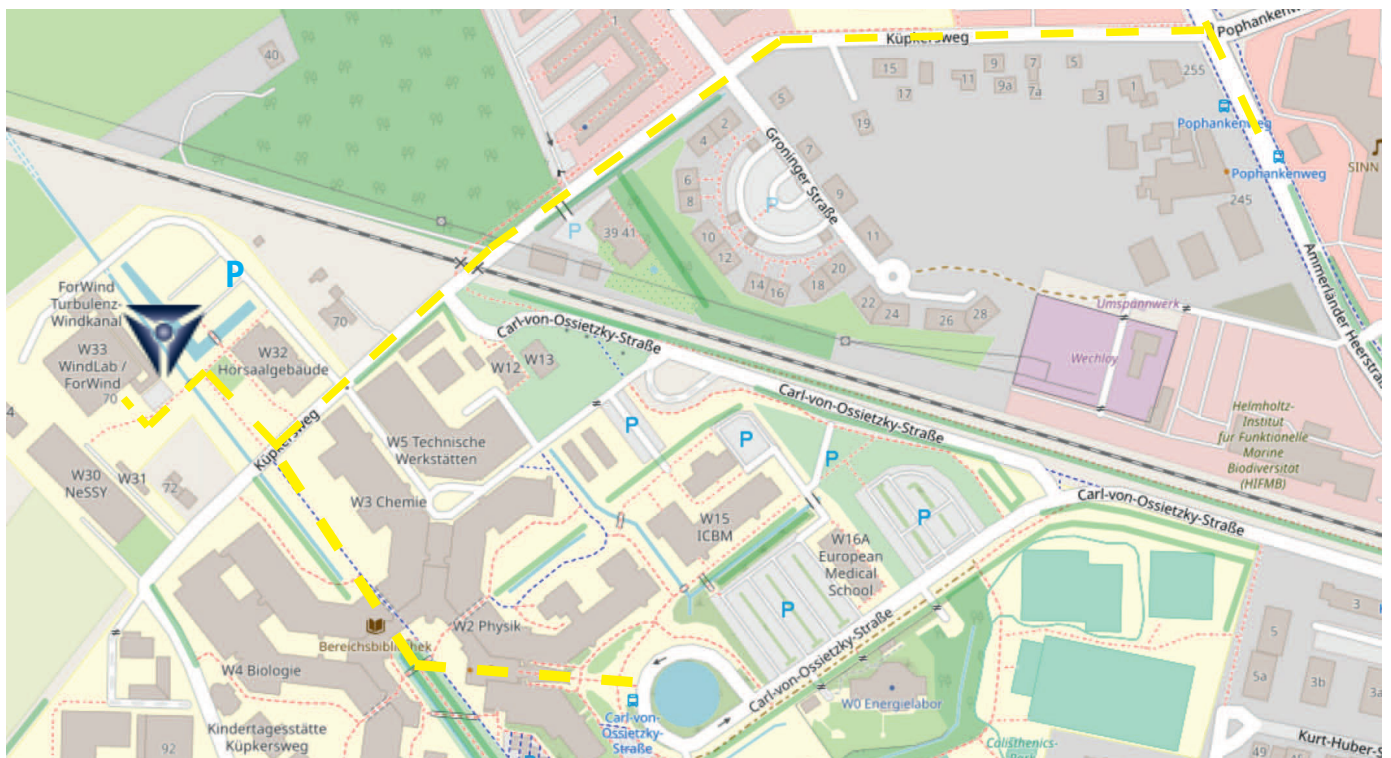 Küpkersweg
Pophankenw
40
1
2
4
5
15
17
11
9
9a
7
7a
5
3
1
255
Pophankenweg
Pophankenweg
SINN
19
7
Groninger Straße
6
8
P
9
245
39 41
P
10
12
11
14
16
18
20
22
24
26
28
Umspannwerk
Wechloy
Ammerländer Heerstraß
P
ForWind
Turbulenz-
Windkanal
70
W33
WindLab /
ForWind
70
W32
Hörsaalgebäude
Carl-von-Ossietzky-Straße
W12
W13
Carl-von-Ossietzky-Straße
Helmholtz-
Institut
für Funktionelle
Marine
Biodiversität
(HIFMB)
4
Küpkersweg
W5 Technische
Werkstätten
P
P
P
W30
NeSSY
W31
72
W3 Chemie
W15
ICBM
P
Carl-von-Ossietzky-Straße
W16A
European
Medical
School
P
W2 Physik
Bereichsbibliothek
W4 Biologie
Carl-von-Ossietzky-Straße
3
5
5a
3b
3a
Carl-von-
Ossietzky-
Straße
W0 Energielabor
Kindertagesstätte
Küpkersweg
92
Calisthenics-
Kurt-Huber-S
49